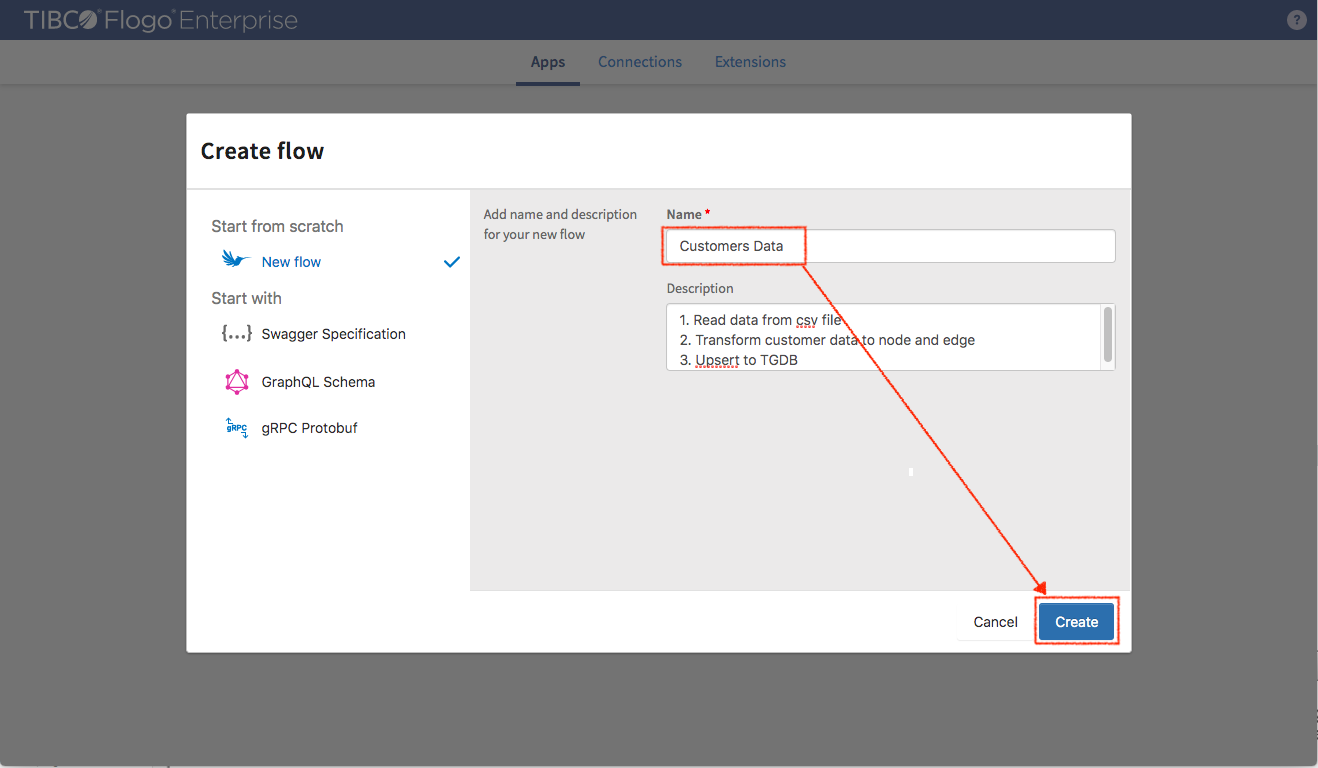 TIBCO® Flogo® Enterprise
?
Apps
Connections
Extensions
Create flow
Start from scratch
New flow
Start with
{...} Swagger Specification
GraphQL Schema
gRPC gRPC Protobuf
Add name and description
for your new flow
Name *
Customers Data
Description
1. Read data from csv file
2. Transform customer data to node and edge
3. Upsert to TGDB
Cancel
Create